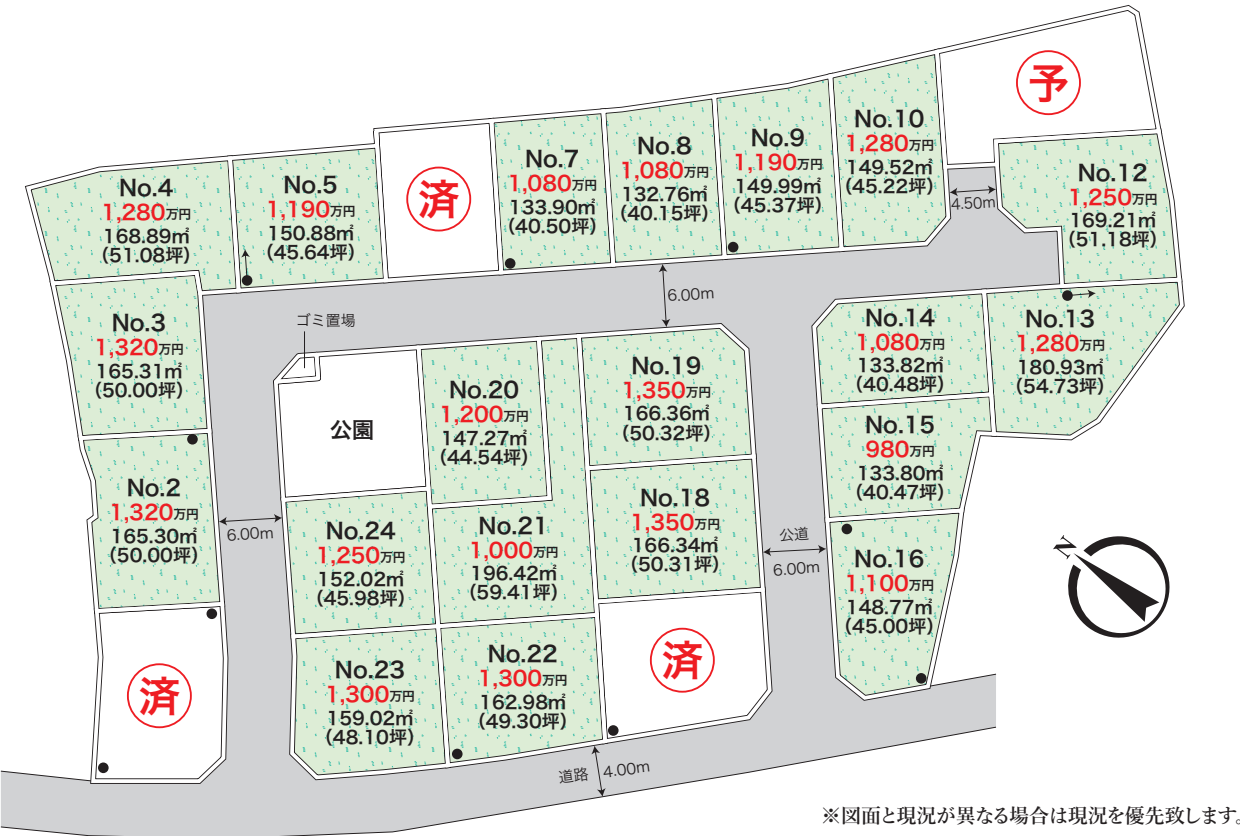 予
No.4
1,280万円
168.89㎡
(51.08坪)
No.5
1,190万円
150.88㎡
(45.64坪)
済
No.7
1,080万円
133.90㎡
(40.50坪)
No.8
1,080万円
132.76㎡
(40.15坪)
No.9
1,190万円
149.99㎡
(45.37坪)
No.10
1,280万円
149.52㎡
(45.22坪)
4.50m
No.12
1,250万円
169.21㎡
(51.18坪)
6.00m
ゴミ置場
No.3
1,320万円
165.31㎡
(50.00坪)
公園
No.20
1,200万円
147.27㎡
(44.54坪)
No.19
1,350万円
166.36㎡
(50.32坪)
No.14
1,080万円
133.82㎡
(40.48坪)
No.13
1,280万円
180.93㎡
(54.73坪)
No.15
980万円
133.80㎡
(40.47坪)
No.2
1,320万円
165.30㎡
(50.00坪)
6.00m
No.24
1,250万円
152.02㎡
(45.98坪)
No.21
1,000万円
196.42㎡
(59.41坪)
No.18
1,350万円
166.34㎡
(50.31坪)
公道
6.00m
No.16
1,100万円
148.77㎡
(45.00坪)
N
済
No.23
1,300万円
159.02㎡
(48.10坪)
No.22
1,300万円
162.98㎡
(49.30坪)
済
道路 4.00m
※図面と現況が異なる場合は現況を優先致します。